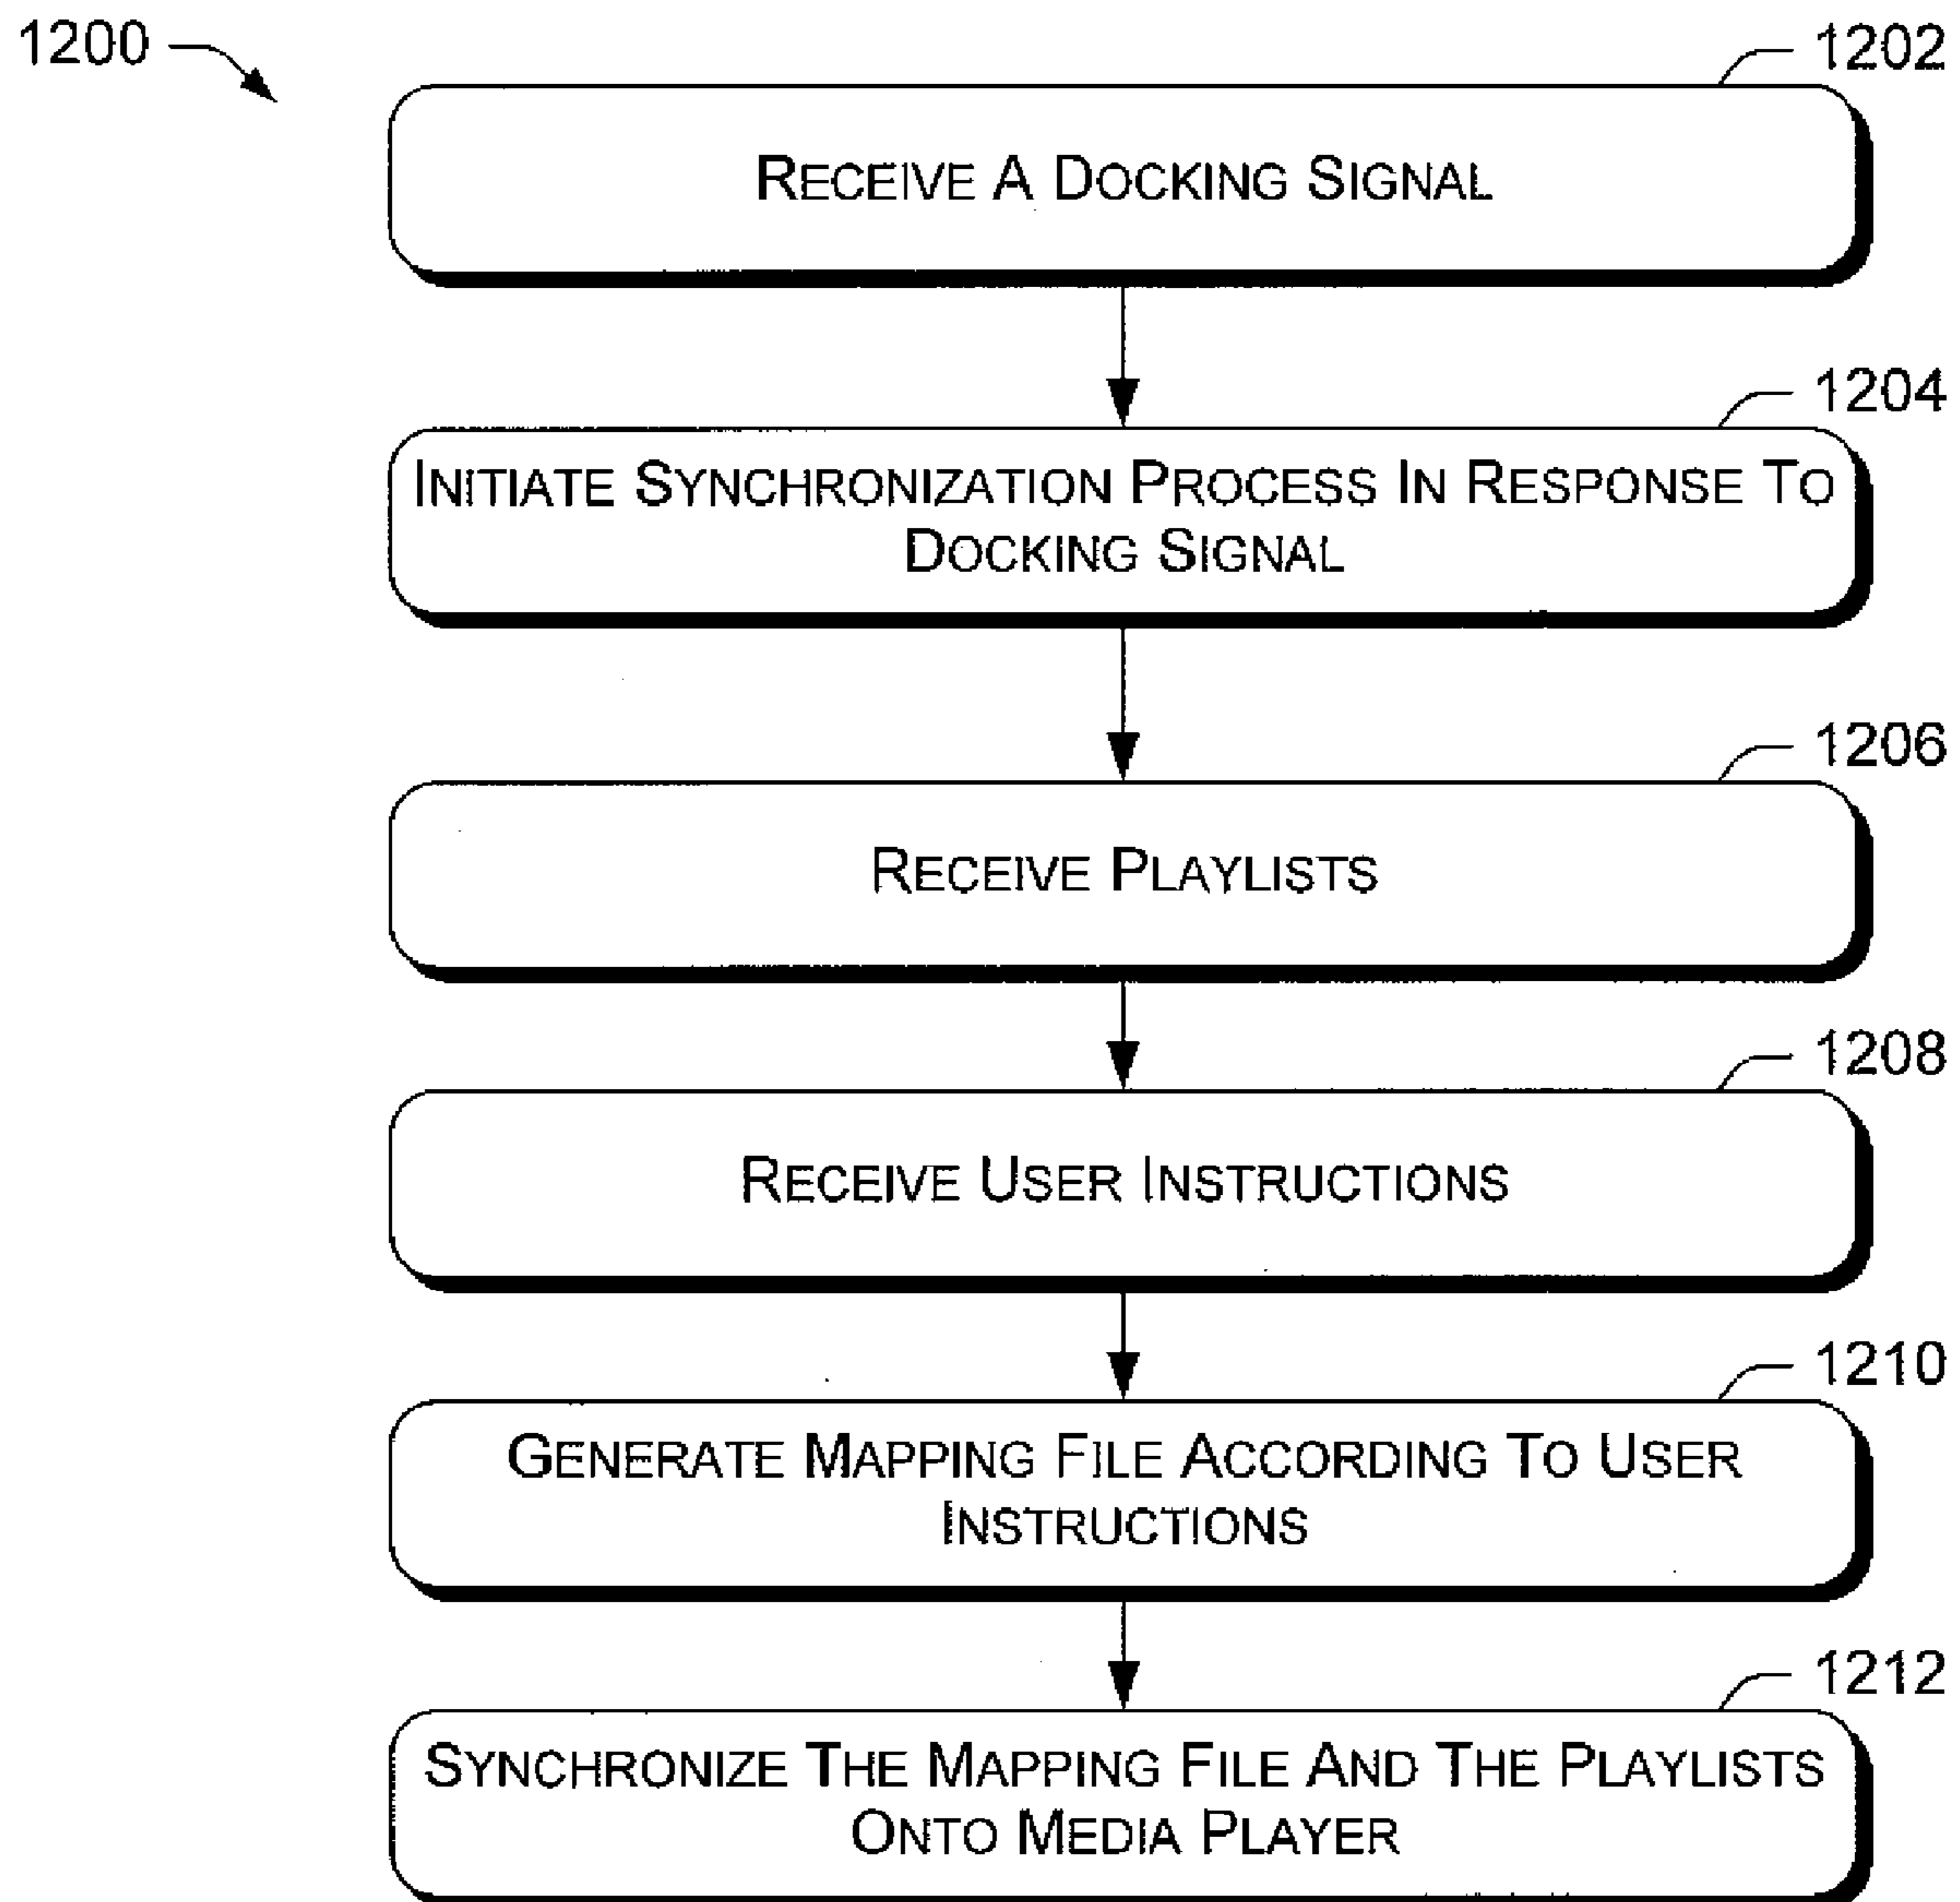 1200
1202
RECEIVE A DOCKING SIGNAL
1204
INITIATE SYNCHRONIZATION PROCESS IN RESPONSE TO
DOCKING SIGNAL
1206
RECEIVE PLAYLISTS
1208
RECEIVE USER INSTRUCTIONS
1210
GENERATE MAPPING FILE ACCORDING TO USER
INSTRUCTIONS
1212
SYNCHRONIZE THE MAPPING FILE AND THE PLAYLISTS
ONTO MEDIA PLAYER